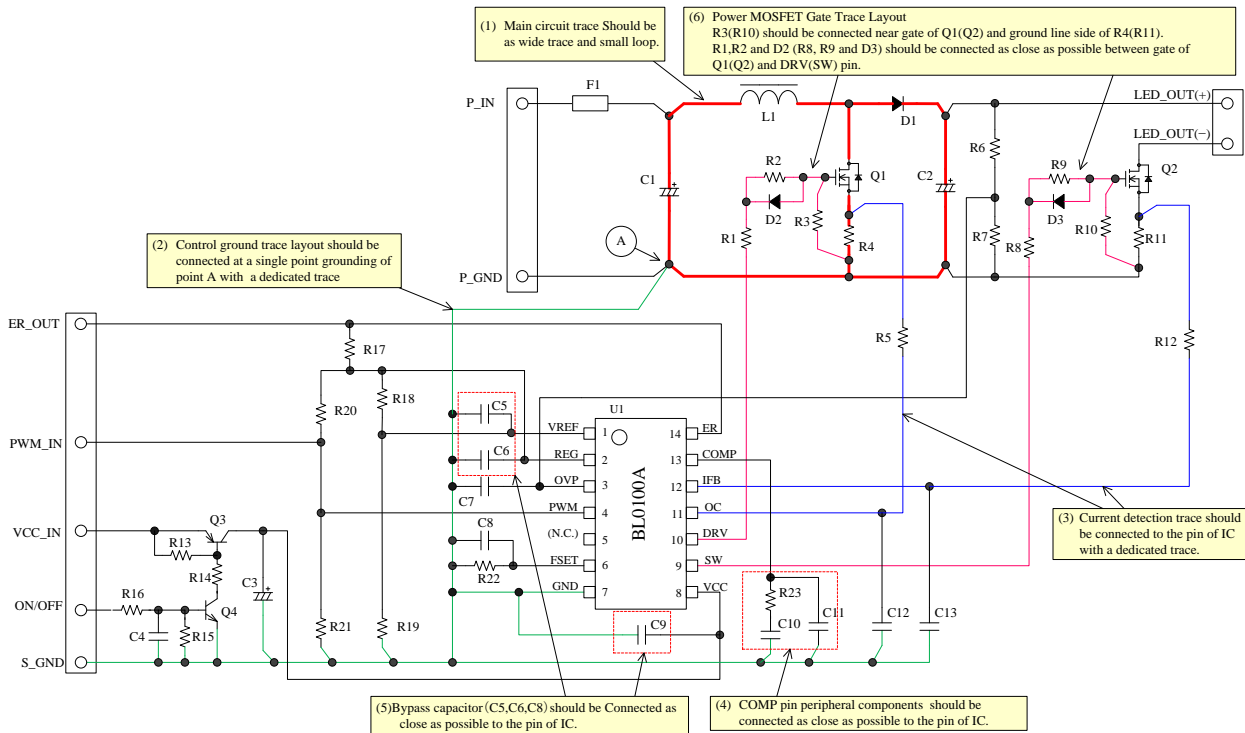 (1) Main circuit trace Should be
as wide trace and small loop.
(6) Power MOSFET Gate Trace Layout
R3(R10) should be connected near gate of Q1(Q2) and ground line side of R4(R11).
R1,R2 and D2 (R8, R9 and D3) should be connected as close as possible between gate of
Q1(Q2) and DRV(SW) pin.
P_IN
F1
L1
D1
LED_OUT(+)
LED_OUT(−)
R6
R2
Q1
R9
Q2
C1
C2
D2
D3
R3
R10
R1
R4
R7
R8
R11
(2) Control ground trace layout should be
connected at a single point grounding of
point A with a dedicated trace
A
P_GND
ER_OUT
R17
R5
R12
R18
R20
C5
U1
VREF
1
14
ER
PWM_IN
C6
REG
2
13
COMP
C7
OVP
3
12
IFB
PWM
4
11
OC
BL0100A
C8
(N.C.)
5
10
DRV
R22
FSET
6
9
SW
GND
7
8
VCC
(3) Current detection trace should
be connected to the pin of IC
with a dedicated trace.
VCC_IN
Q3
R13
R14
C3
ON/OFF
R16
Q4
C4
R15
R21
R19
C9
R23
C10
C11
C12
C13
S_GND
(5)Bypass capacitor(C5,C6,C8)should be Connected as
close as possible to the pin of IC.
(4) COMP pin peripheral components should be
connected as close as possible to the pin of IC.